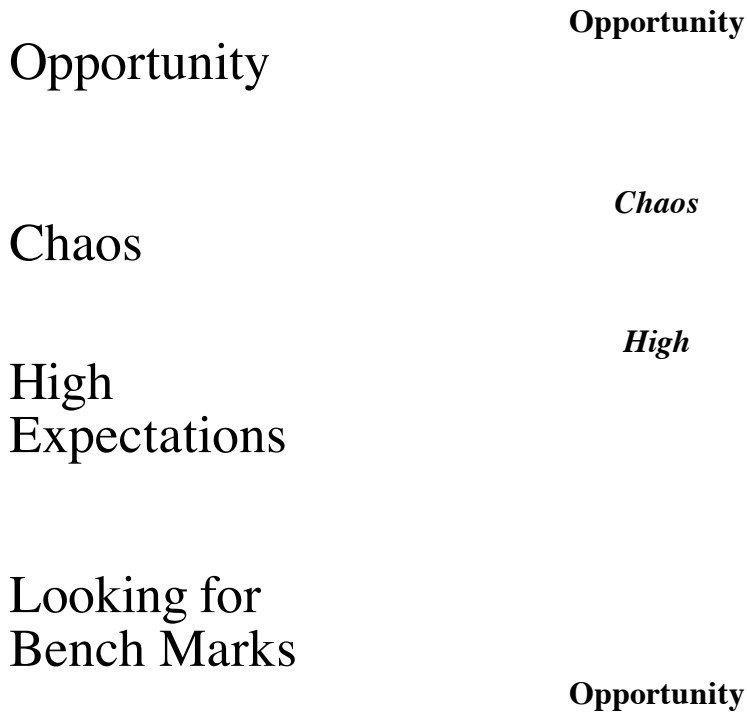 Opportunity
Opportunity
Chaos
Chaos
High
High
Expectations
Looking for
Bench Marks
Opportunity